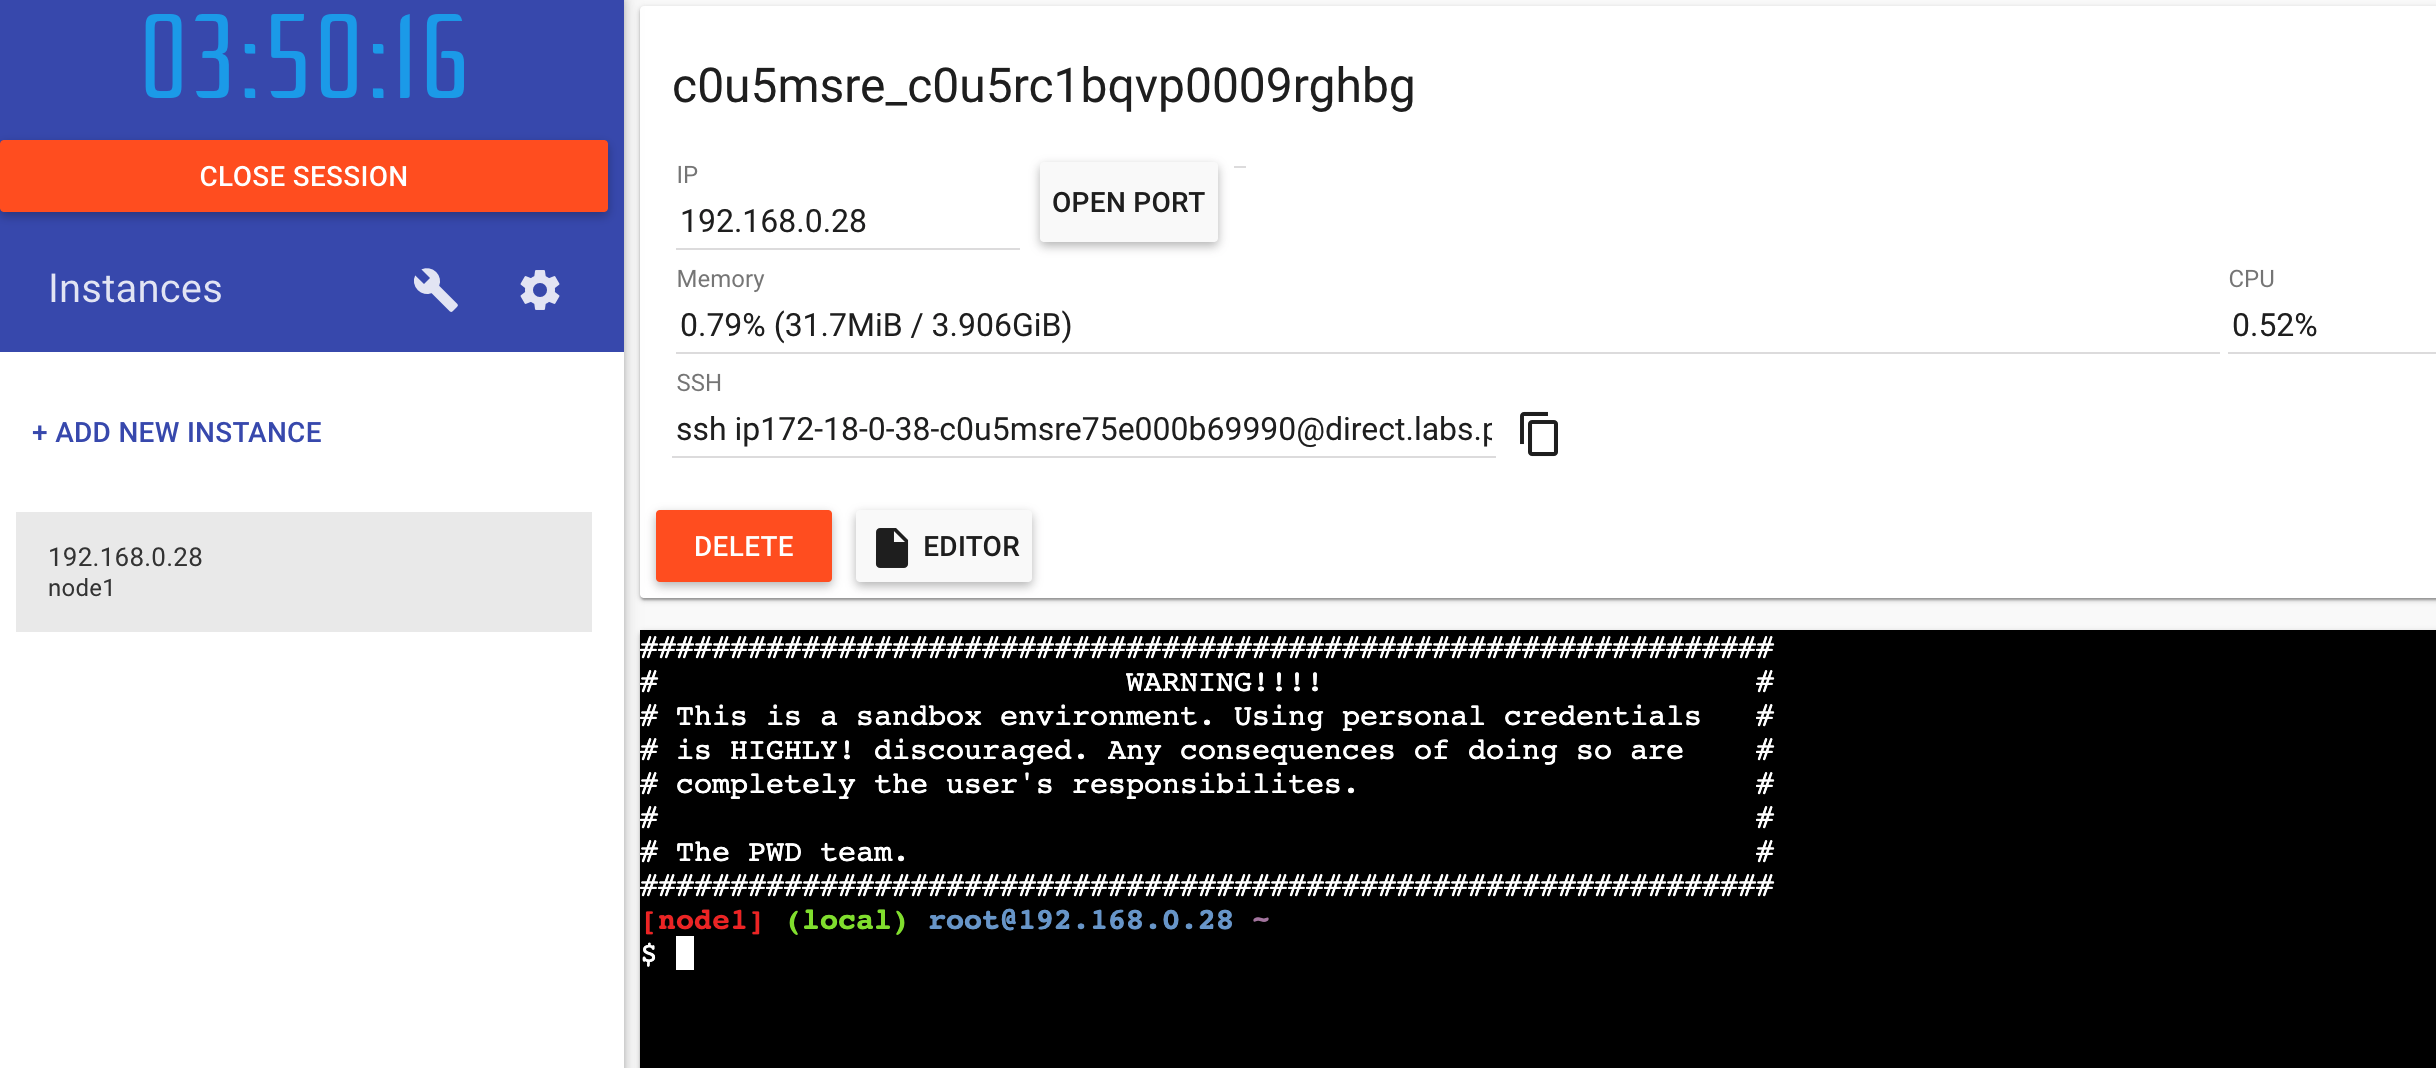 03:50:16
CLOSE SESSION
Instances
+ ADD NEW INSTANCE
192.168.0.28
node1
c0u5msre_c0u5rc1bqvp0009rghbg
IP
192.168.0.28
OPEN PORT
Memory
0.79% (31.7MiB / 3.906GiB)
CPU
0.52%
SSH
ssh ip172-18-0-38-c0u5msre75e000b69990@direct.labs.p
DELETE
EDITOR
###############################################################
#                          WARNING!!!!                        #
# This is a sandbox environment. Using personal credentials   #
# is HIGHLY! discouraged. Any consequences of doing so are    #
# completely the user's responsibilites.                      #
#                                                             #
# The PWD team.                                               #
###############################################################
[node1] (local) root@192.168.0.28 ~
$